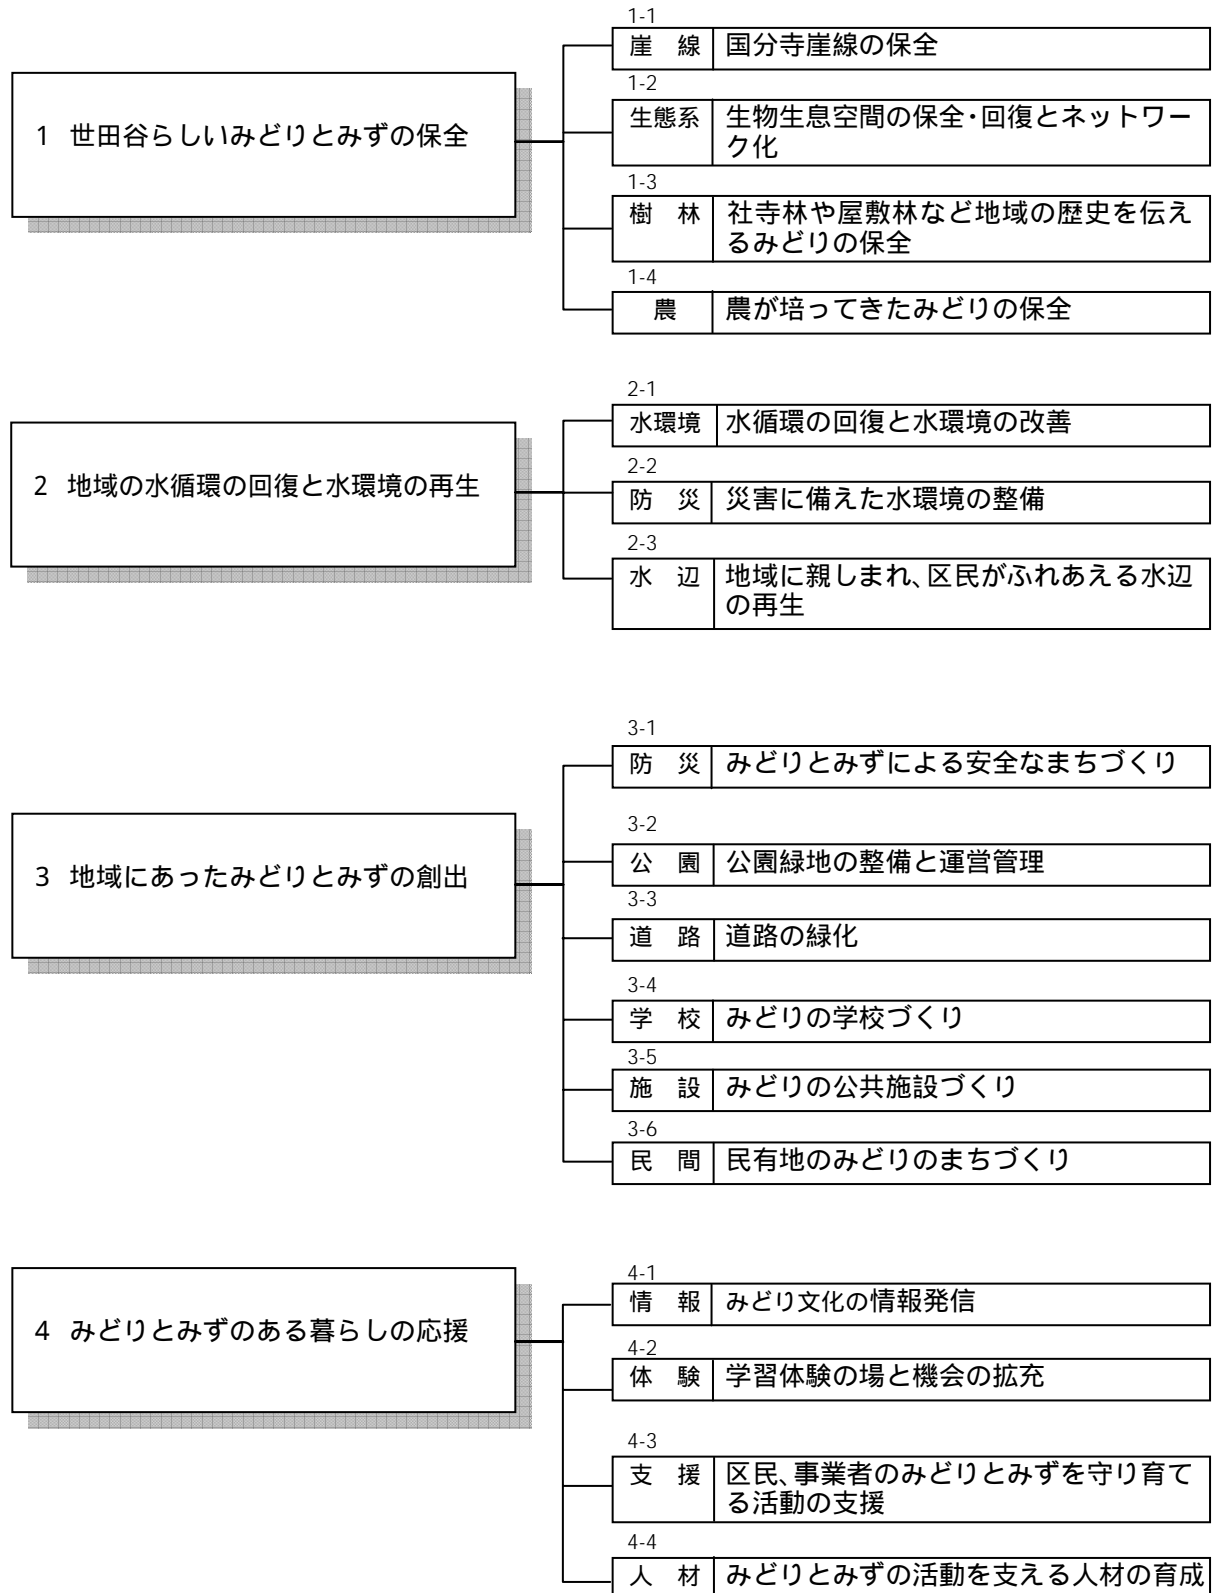 1 世田谷らしいみどりとみずの保全
1-1
崖 線 国分寺崖線の保全
1-2
生態系 生物生息空間の保全・回復とネットワー
ク化
1-3
樹 林 社寺林や屋敷林など地域の歴史を伝え
るみどりの保全
1-4
農 農が培ってきたみどりの保全
2 地域の水循環の回復と水環境の再生
2-1
水環境 水循環の回復と水環境の改善
2-2
防 災 災害に備えた水環境の整備
2-3
水 辺 地域に親しまれ、区民がふれあえる水辺
の再生
3 地域にあったみどりとみずの創出
3-1
防 災 みどりとみずによる安全なまちづくり
3-2
公 園 公園緑地の整備と運営管理
3-3
道 路 道路の緑化
3-4
学 校 みどりの学校づくり
3-5
施 設 みどりの公共施設づくり
3-6
民 間 民有地のみどりのまちづくり
4 みどりとみずのある暮らしの応援
4-1
情 報 みどり文化の情報発信
4-2
体 験 学習体験の場と機会の拡充
4-3
支 援 区民、事業者のみどりとみずを守り育て
る活動の支援
4-4
人 材 みどりとみずの活動を支える人材の育成